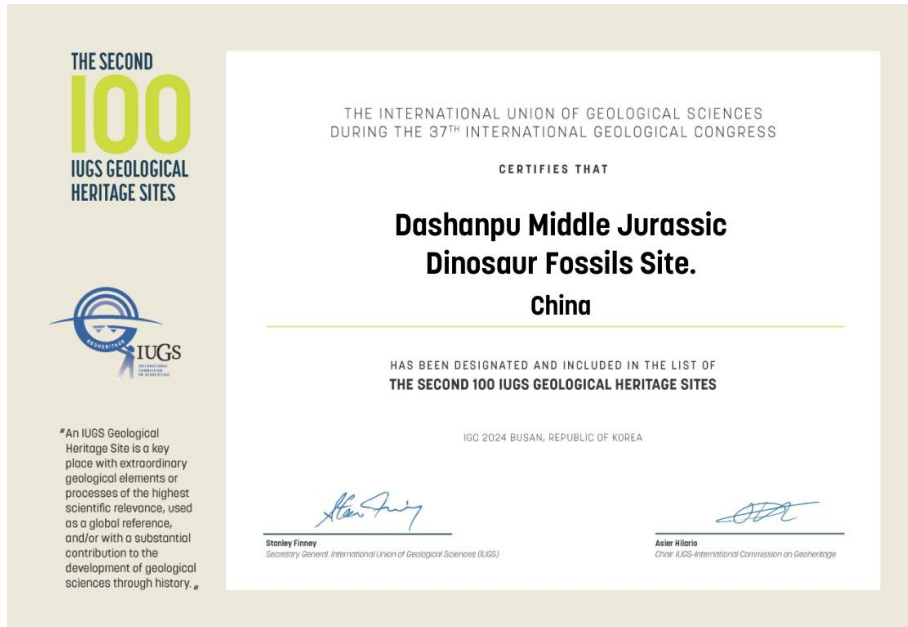 THE SECOND
100
IUGS GEOLOGICAL
HERITAGE SITES
GEOHERITAGE
IUGS
INTERNATIONAL
COMMISSION
ON GEOHERITAGE
"An IUGS Geological
Heritage Site is a key
place with extraordinary
geological elements or
processes of the highest
scientific relevance, used
as a global reference,
and/or with a substantial
contribution to the
development of geological
sciences through history."
THE INTERNATIONAL UNION OF GEOLOGICAL SCIENCES
DURING THE 37TH INTERNATIONAL GEOLOGICAL CONGRESS
CERTIFIES THAT
Dashanpu Middle Jurassic
Dinosaur Fossils Site.
China
HAS BEEN DESIGNATED AND INCLUDED IN THE LIST OF
THE SECOND 100 IUGS GEOLOGICAL HERITAGE SITES
IGC 2024 BUSAN, REPUBLIC OF KOREA
Stanley Finney
Secretary General. International Union of Geological Sciences (IUGS)
Asier Hilario
Chair IUGS-International Commission on Geoheritage